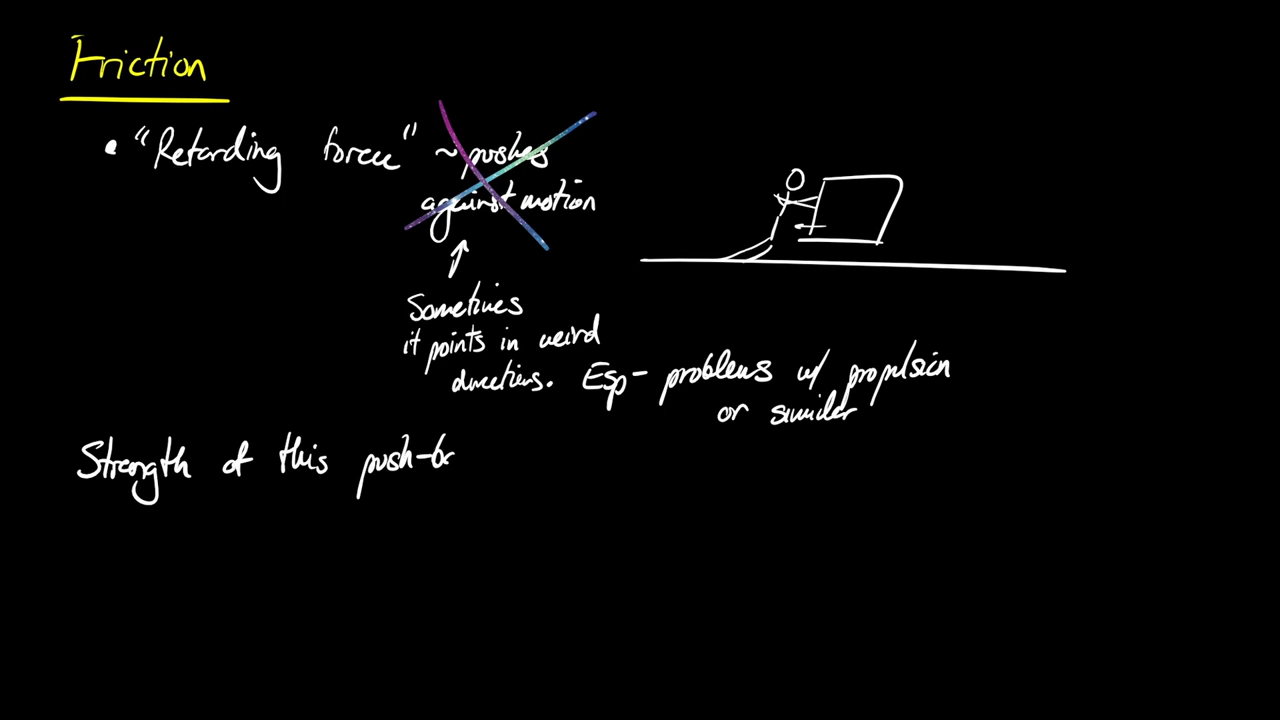 Friction
• "Retarding force" ~ pushes
against motion
Sometimes
it points in weird
directions. Esp- problems w/ propulsion
or similar
Strength of this push-ba